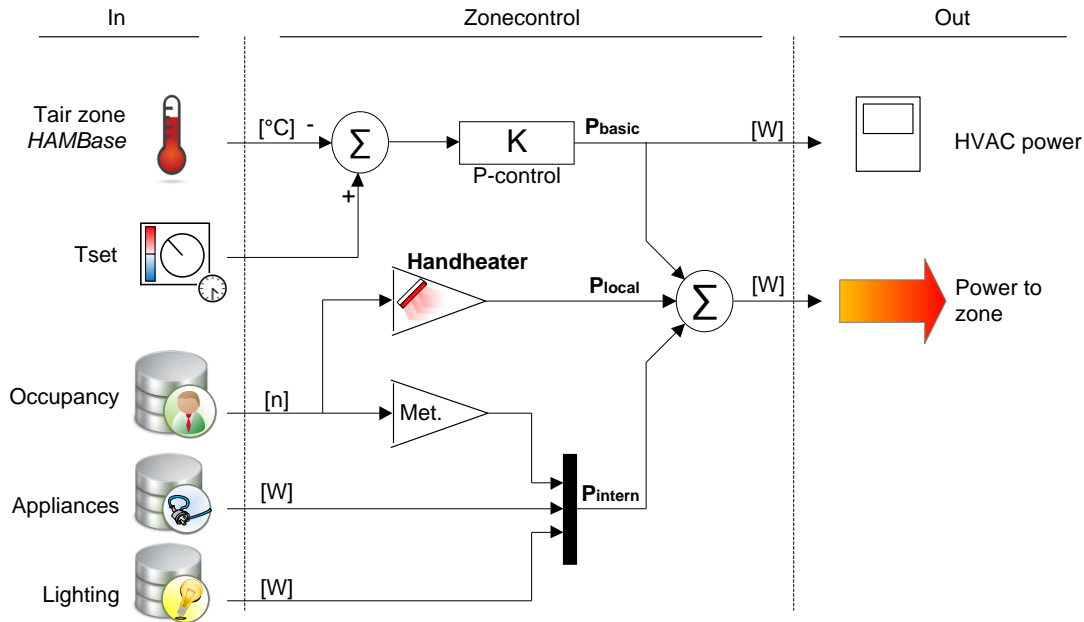 In
Zonecontrol
Out
Tair zone
HAMBase
[°C]
-
Σ
K
P-control
Pbasic
[W]
HVAC power
+
Tset
Handheater
Plocal
Σ
[W]
Power to
zone
Occupancy
[n]
Met.
Appliances
[W]
Pintern
Lighting
[W]